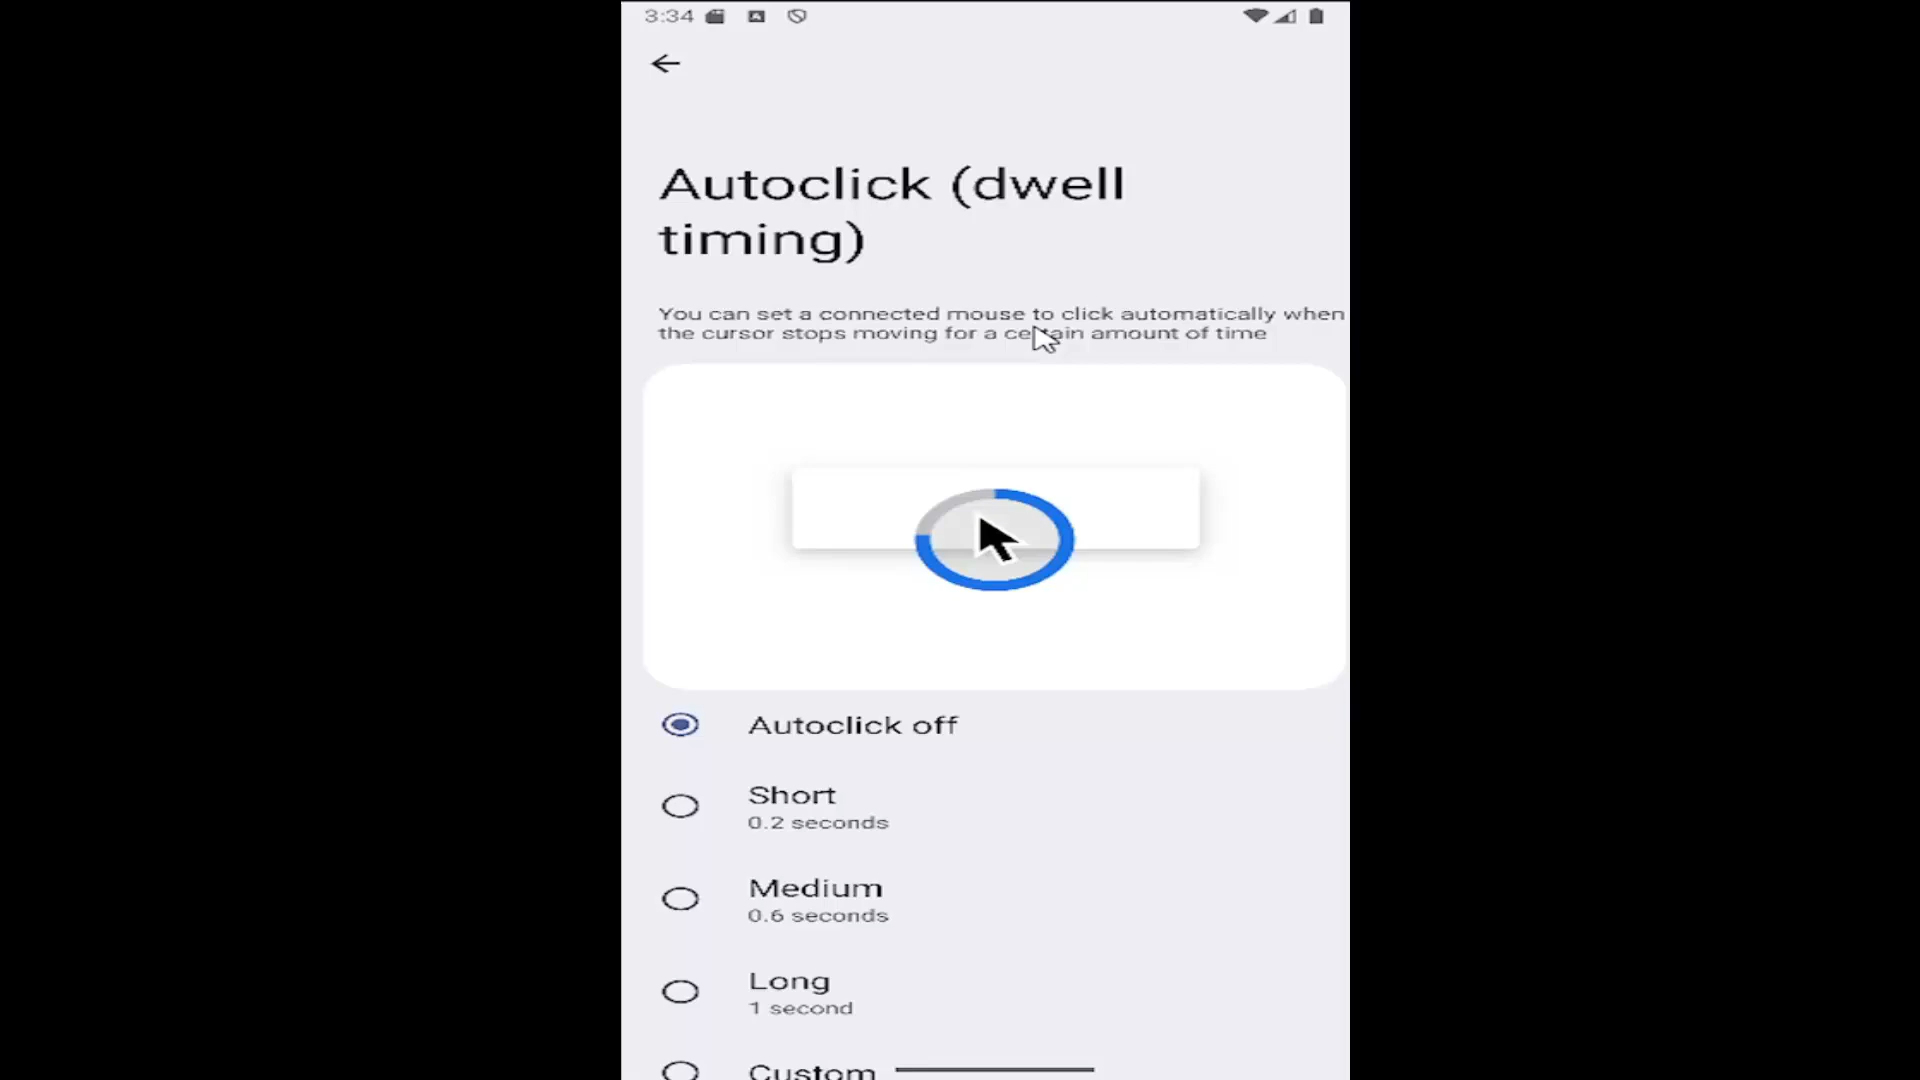 3:34
Autoclick (dwell
timing)
You can set a connected mouse to click automatically when
the cursor stops moving for a certain amount of time
Autoclick off
Short
0.2 seconds
Medium
0.6 seconds
Long
1 second
Custom